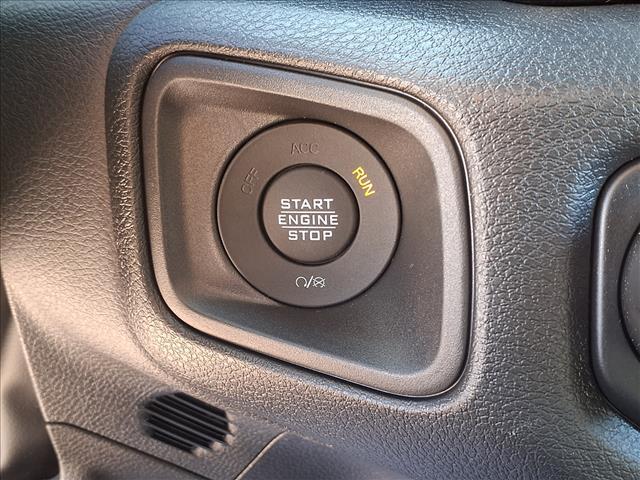 OFF ACC RUN
START
ENGINE
STOP